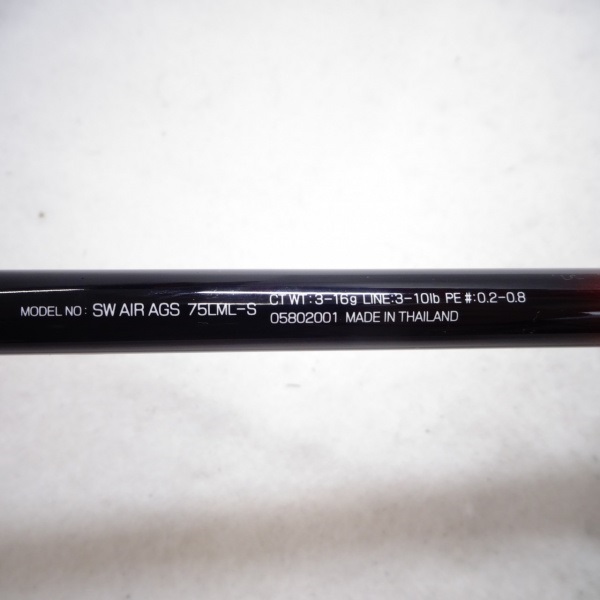 MODEL NO: SW AIR AGS 75LML-S
CT WT:3-16g LINE:3-10lb PE #:0.2-0.8
05802001 MADE IN THAILAND